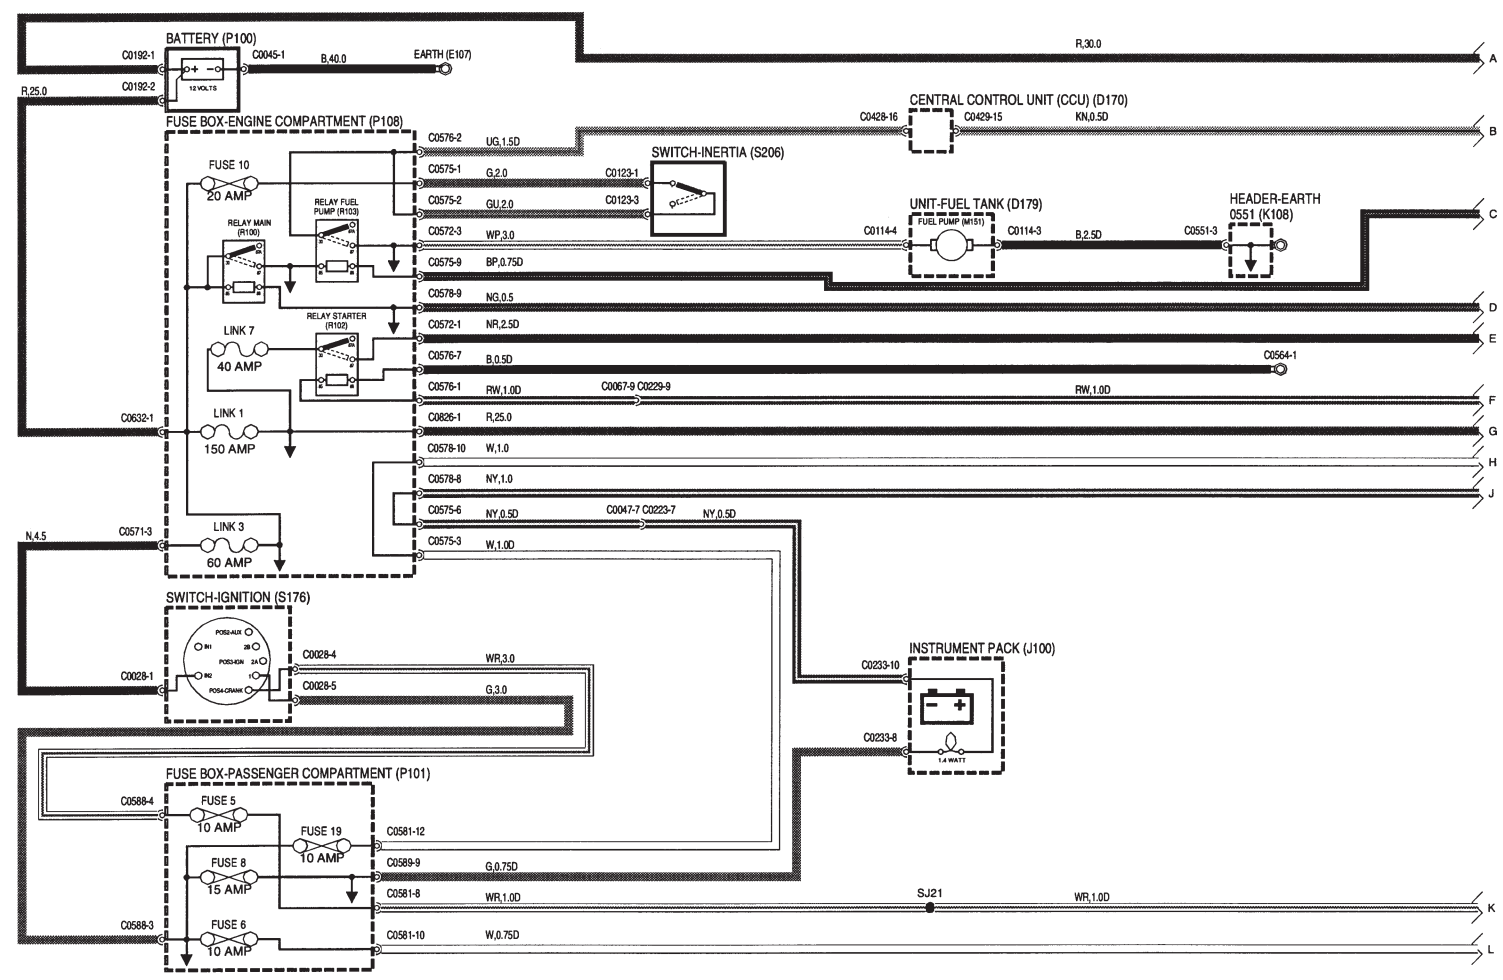 R,30.0
A
BATTERY (P100)
C0192-1
C0045-1
B,40.0
EARTH (E107)
+ -
12 VOLTS
R,25.0
C0192-2
FUSE BOX-ENGINE COMPARTMENT (P108)
CENTRAL CONTROL UNIT (CCU) (D170)
C0428-16
C0429-15
KN,0.5D
B
C0576-2
UG,1.5D
FUSE 10
20 AMP
C0575-1
G,2.0
C0123-1
SWITCH-INERTIA (S206)
C0575-2
GU,2.0
C0123-3
RELAY FUEL
PUMP (R103)
RELAY MAIN
(R100)
UNIT-FUEL TANK (D179)
FUEL PUMP (M151)
HEADER-EARTH
0551 (K108)
C
C0572-3
WP,3.0
C0114-4
C0114-3
B,2.5D
C0551-3
C0575-9
BP,0.75D
C0578-9
NG,0.5
D
RELAY STARTER
(R102)
C0572-1
NR,2.5D
E
LINK 7
40 AMP
C0576-7
B,0.5D
C0564-1
C0576-1
RW,1.0D
C0067-9 C0229-9
RW,1.0D
F
C0632-1
LINK 1
150 AMP
C0826-1
R,25.0
G
C0578-10
W,1.0
H
C0578-8
NY,1.0
J
C0575-6
NY,0.5D
C0047-7 C0223-7
NY,0.5D
N,4.5
C0571-3
LINK 3
60 AMP
C0575-3
W,1.0D
SWITCH-IGNITION (S176)
POS2-AUX
IN1
2B
POS3-IGN
2A
IN2
1
POS4-CRANK
C0028-1
C0028-4
WR,3.0
C0028-5
G,3.0
INSTRUMENT PACK (J100)
C0233-10
- +
C0233-8
1.4 WATT
FUSE BOX-PASSENGER COMPARTMENT (P101)
C0588-4
FUSE 5
10 AMP
FUSE 19
10 AMP
C0581-12
FUSE 8
15 AMP
C0589-9
G,0.75D
C0581-8
WR,1.0D
SJ21
WR,1.0D
K
C0588-3
FUSE 6
10 AMP
C0581-10
W,0.75D
L